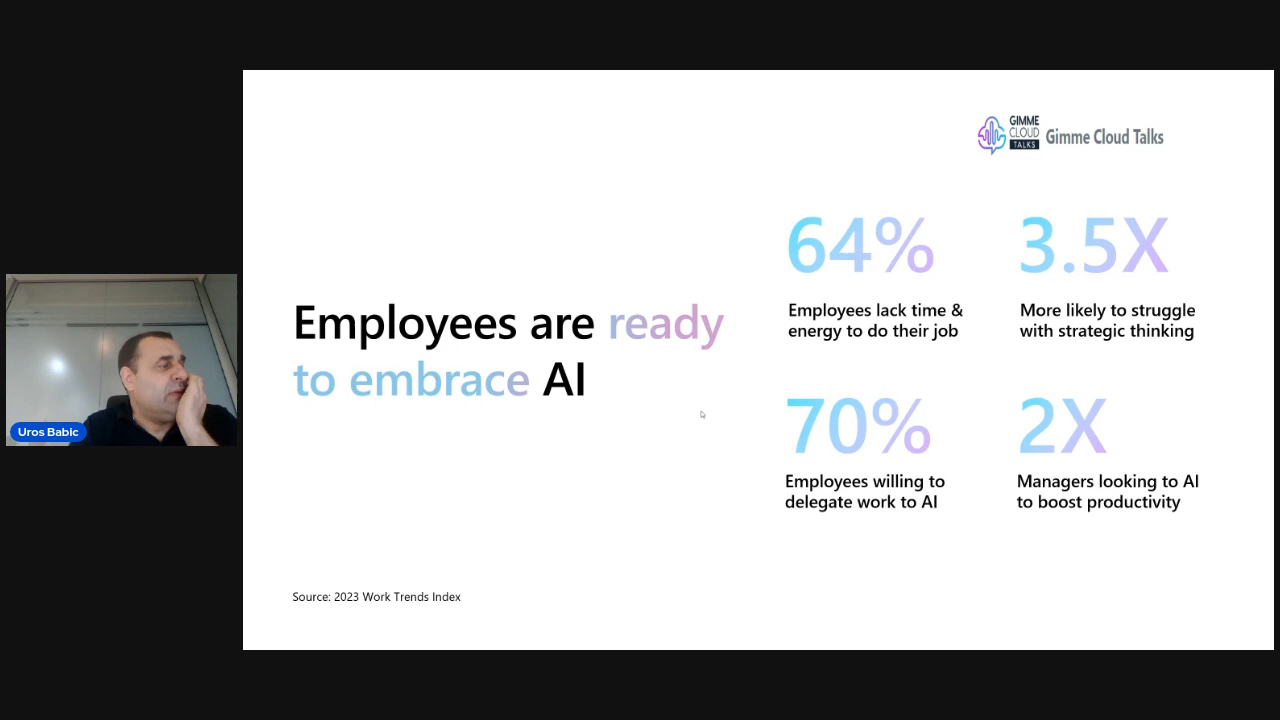 GIMME
CLOUD
TALKS
Gimme Cloud Talks
Employees are ready
to embrace AI
64%
Employees lack time &
energy to do their job
3.5X
More likely to struggle
with strategic thinking
70%
Employees willing to
delegate work to AI
2X
Managers looking to AI
to boost productivity
Source: 2023 Work Trends Index
Uros Babic